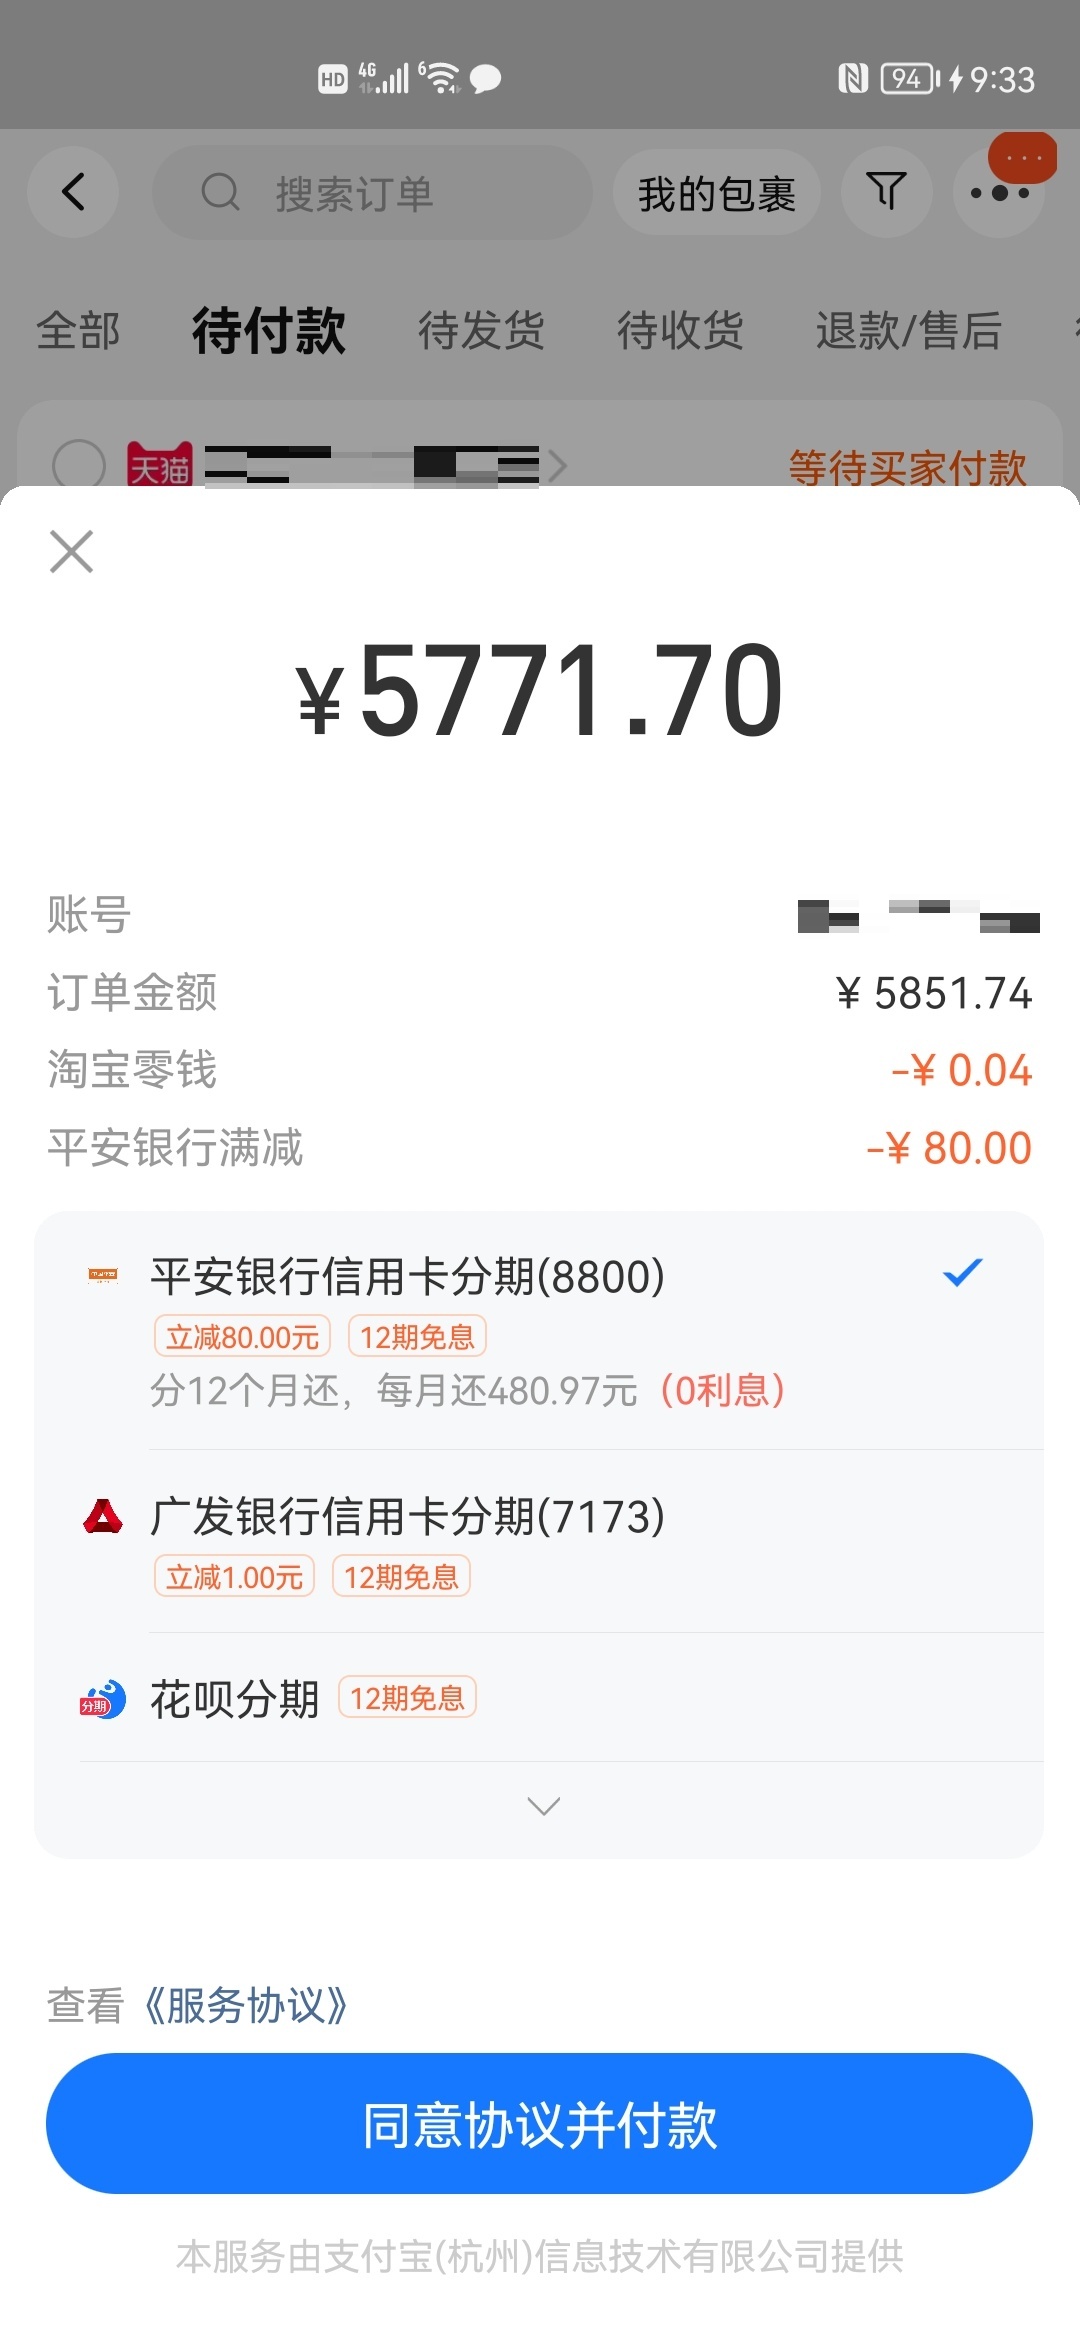 HD 4G 6 94 9:33
搜索订单 我的包裹
全部 待付款 待发货 待收货 退款/售后
天猫 等待买家付款
¥5771.70
账号
订单金额 ¥ 5851.74
淘宝零钱 -¥ 0.04
平安银行满减 -¥ 80.00
平安银行信用卡分期(8800)
立减80.00元 12期免息
分12个月还，每月还480.97元（0利息）
广发银行信用卡分期(7173)
立减1.00元 12期免息
分期 花呗分期 12期免息
查看《服务协议》
同意协议并付款
本服务由支付宝(杭州)信息技术有限公司提供